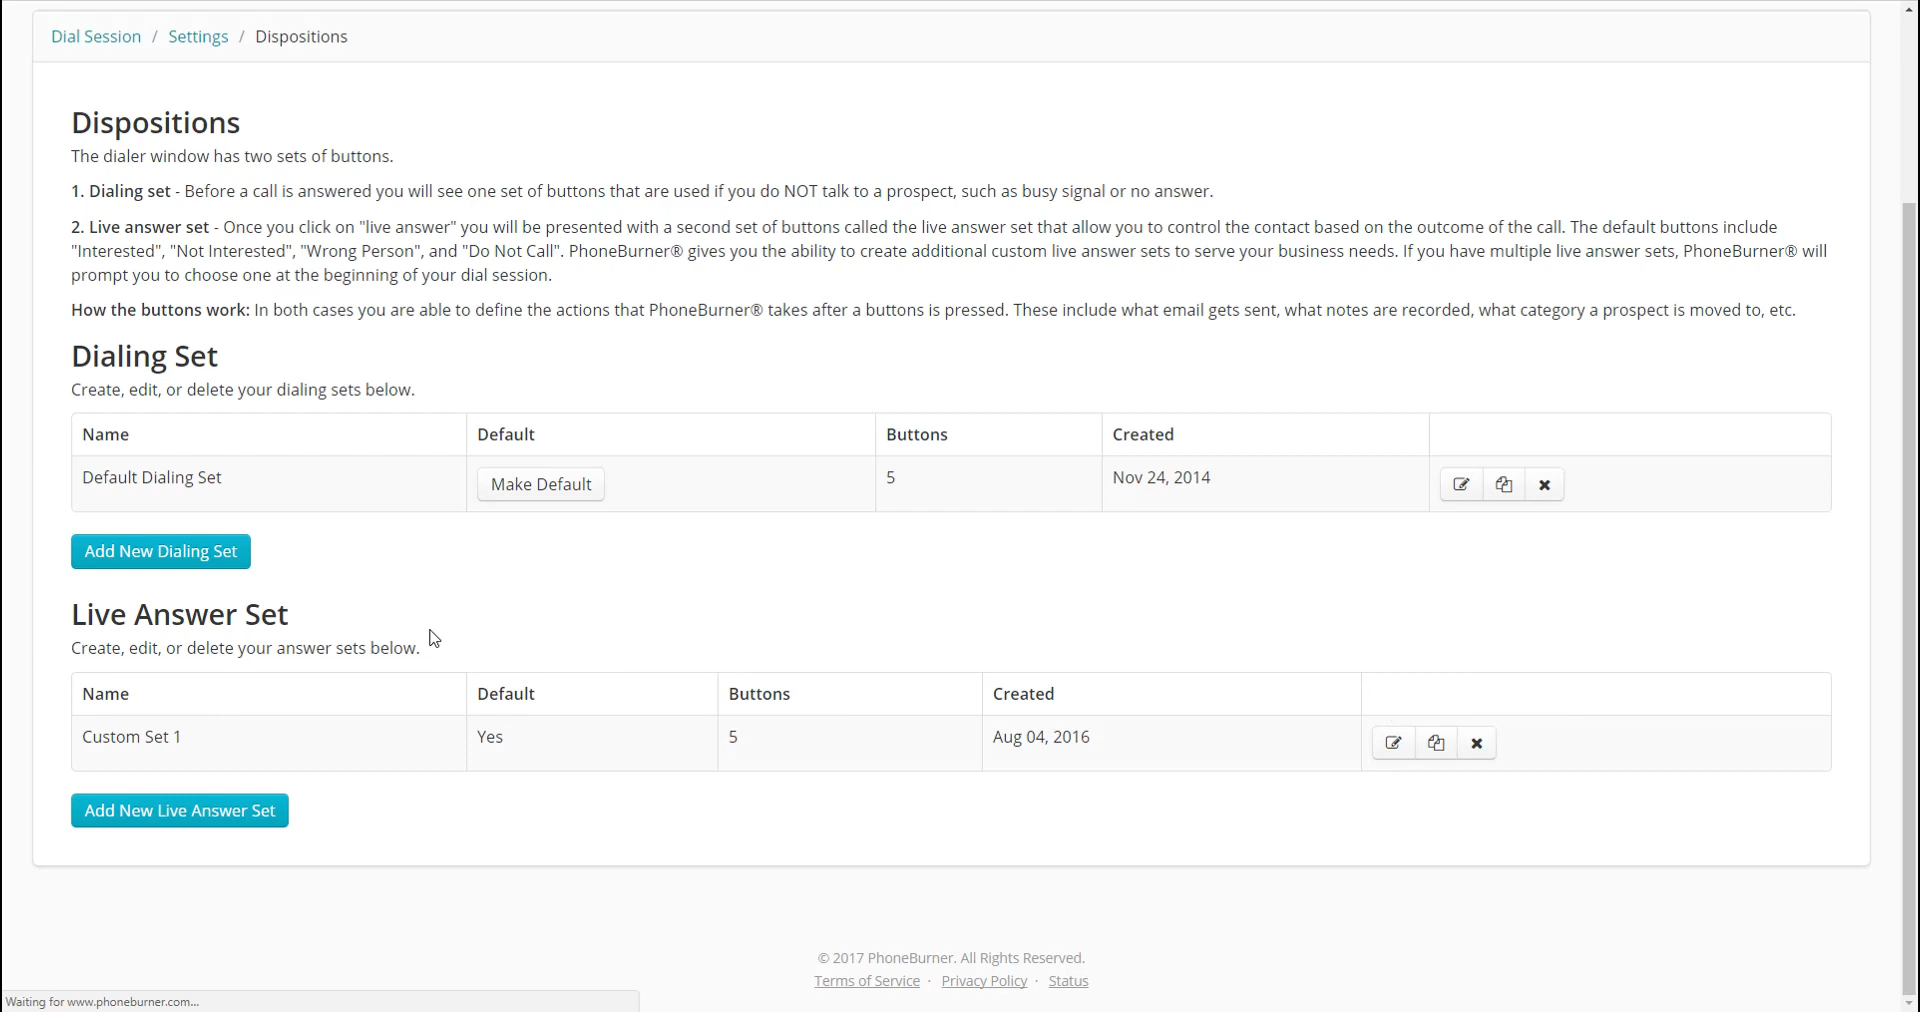 Dial Session / Settings / Dispositions
Dispositions
The dialer window has two sets of buttons.
1. Dialing set - Before a call is answered you will see one set of buttons that are used if you do NOT talk to a prospect, such as busy signal or no answer.
2. Live answer set - Once you click on "live answer" you will be presented with a second set of buttons called the live answer set that allow you to control the contact based on the outcome of the call. The default buttons include
"Interested", "Not Interested", "Wrong Person", and "Do Not Call". PhoneBurner® gives you the ability to create additional custom live answer sets to serve your business needs. If you have multiple live answer sets, PhoneBurner® will
prompt you to choose one at the beginning of your dial session.
How the buttons work: In both cases you are able to define the actions that PhoneBurner® takes after a buttons is pressed. These include what email gets sent, what notes are recorded, what category a prospect is moved to, etc.
Dialing Set
Create, edit, or delete your dialing sets below.
Name Default Buttons Created
Default Dialing Set Make Default 5 Nov 24, 2014
Add New Dialing Set
Live Answer Set
Create, edit, or delete your answer sets below.
Name Default Buttons Created
Custom Set 1 Yes 5 Aug 04, 2016
Add New Live Answer Set
© 2017 PhoneBurner. All Rights Reserved.
Terms of Service · Privacy Policy · Status
Waiting for www.phoneburner.com...